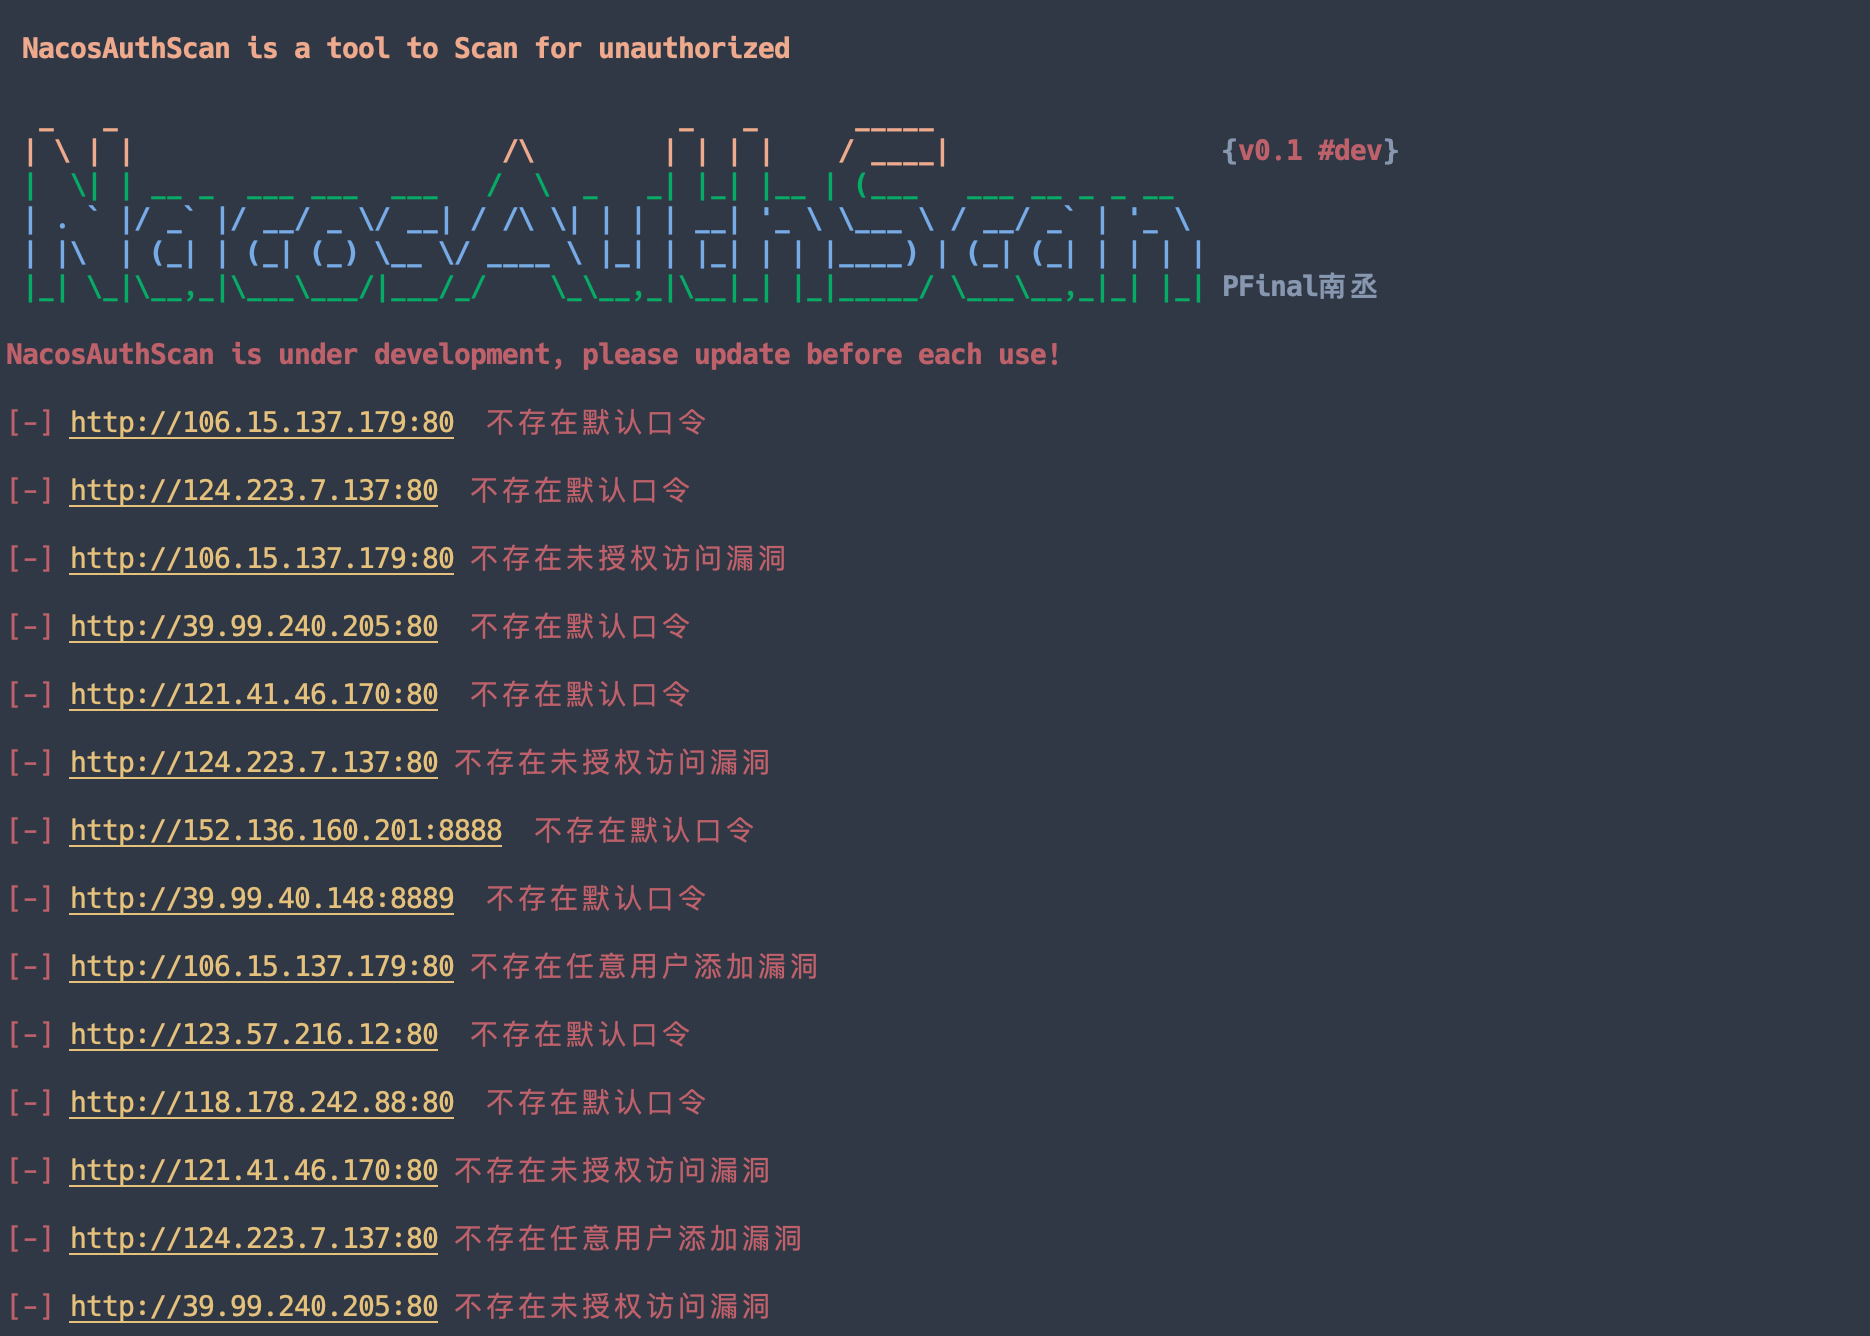 NacosAuthScan is a tool to Scan for unauthorized
NacosAuthScan
{v0.1 #dev}
PFinal南丞
NacosAuthScan is under development, please update before each use!
[-] http://106.15.137.179:80 不存在默认口令
[-] http://124.223.7.137:80 不存在默认口令
[-] http://106.15.137.179:80 不存在未授权访问漏洞
[-] http://39.99.240.205:80 不存在默认口令
[-] http://121.41.46.170:80 不存在默认口令
[-] http://124.223.7.137:80 不存在未授权访问漏洞
[-] http://152.136.160.201:8888 不存在默认口令
[-] http://39.99.40.148:8889 不存在默认口令
[-] http://106.15.137.179:80 不存在任意用户添加漏洞
[-] http://123.57.216.12:80 不存在默认口令
[-] http://118.178.242.88:80 不存在默认口令
[-] http://121.41.46.170:80 不存在未授权访问漏洞
[-] http://124.223.7.137:80 不存在任意用户添加漏洞
[-] http://39.99.240.205:80 不存在未授权访问漏洞